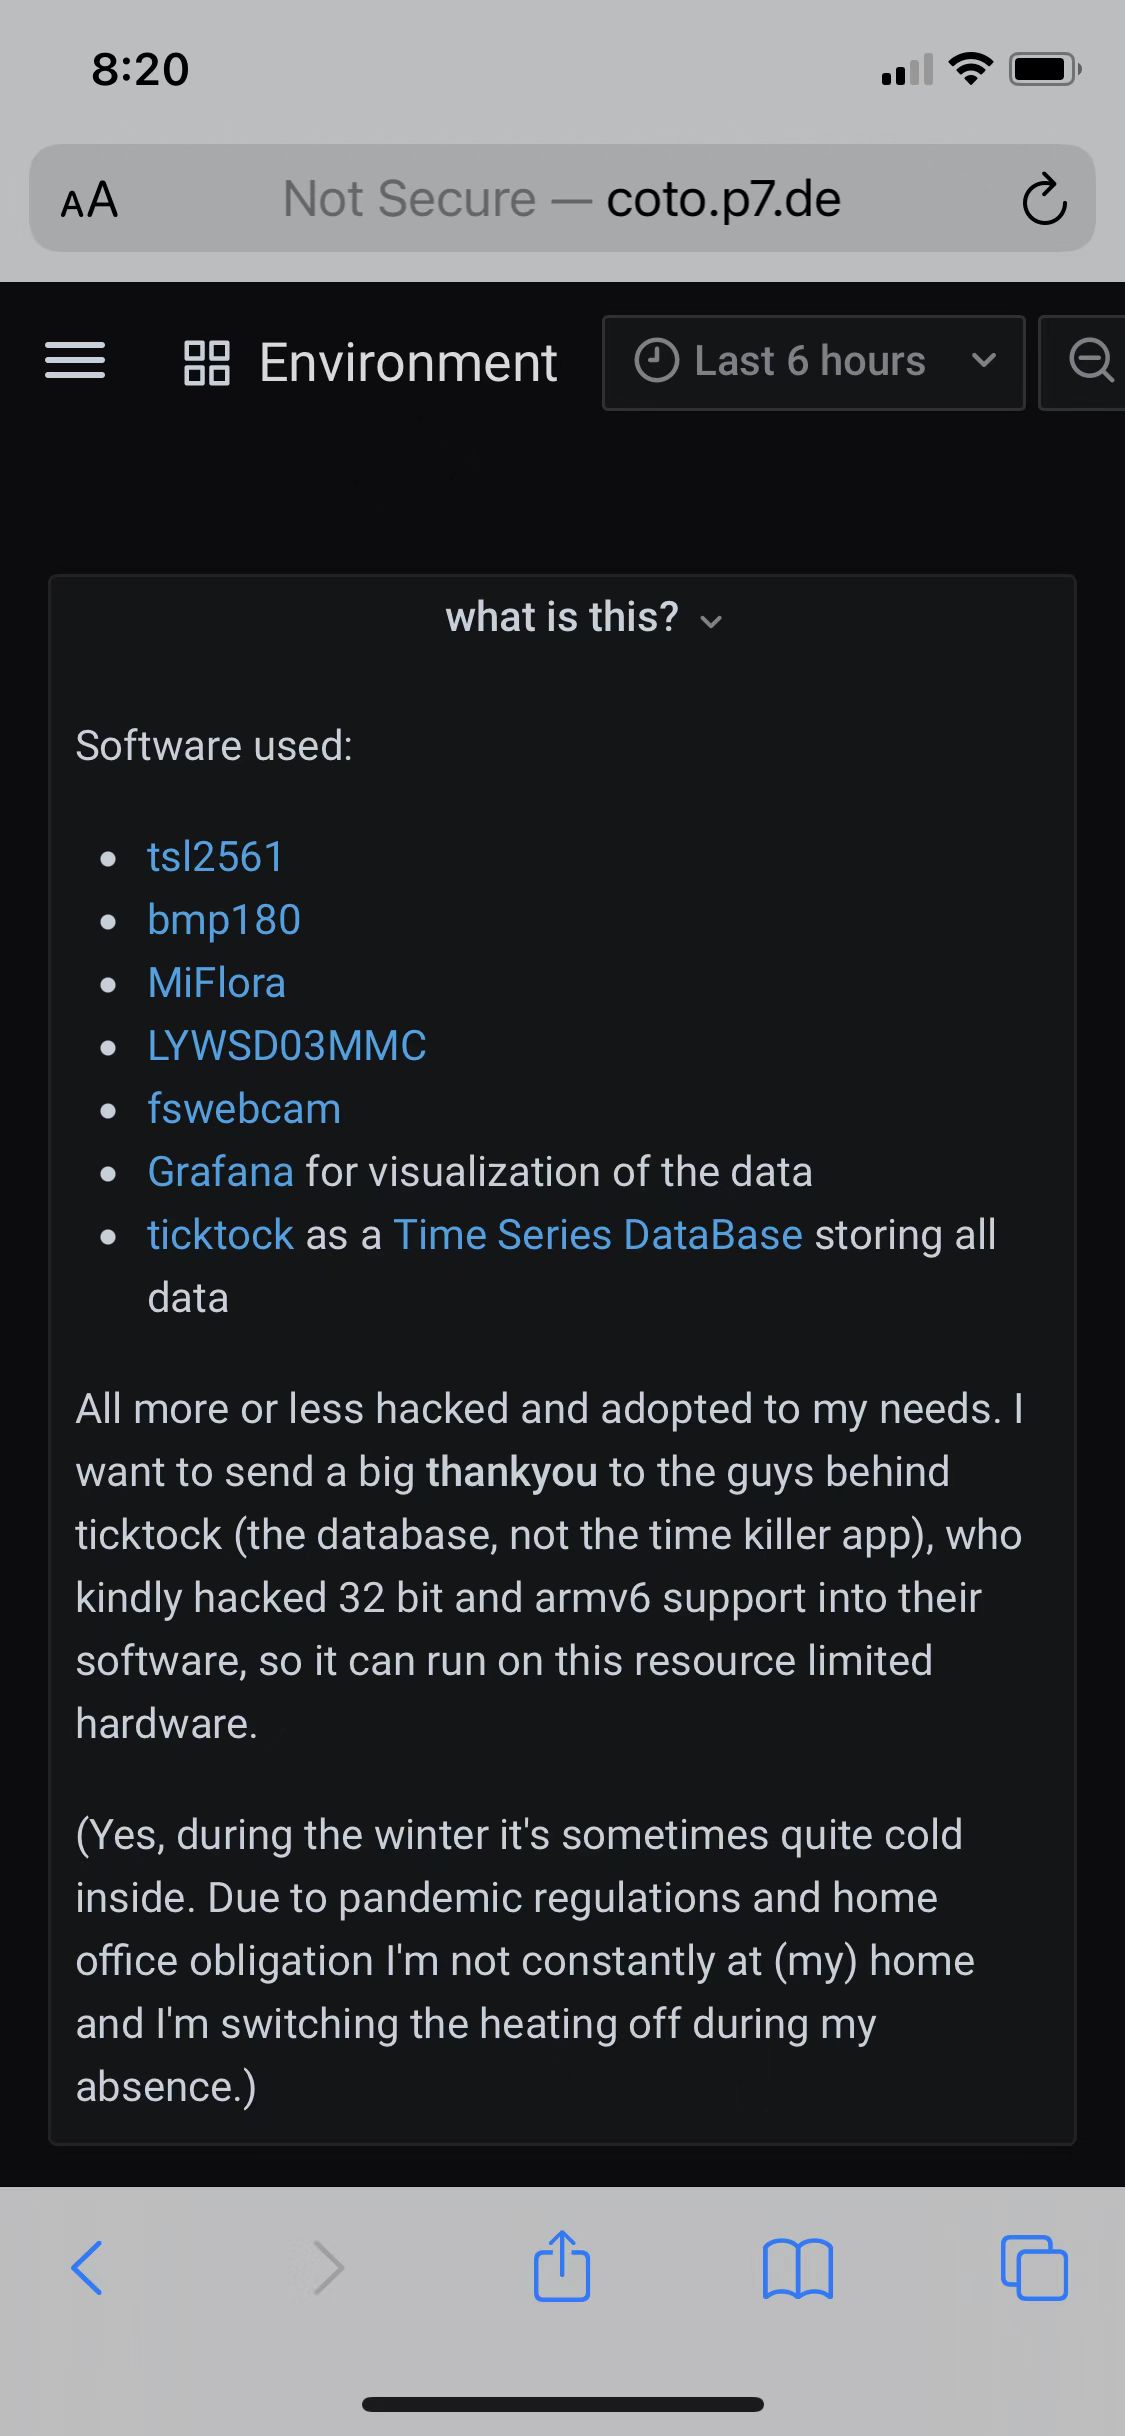 8:20
AA
Not Secure — coto.p7.de
Environment
Last 6 hours
what is this?
Software used:
• tsl2561
• bmp180
• MiFlora
• LYWSD03MMC
• fswebcam
• Grafana for visualization of the data
• ticktock as a Time Series DataBase storing all
data
All more or less hacked and adopted to my needs. I
want to send a big thankyou to the guys behind
ticktock (the database, not the time killer app), who
kindly hacked 32 bit and armv6 support into their
software, so it can run on this resource limited
hardware.
(Yes, during the winter it's sometimes quite cold
inside. Due to pandemic regulations and home
office obligation I'm not constantly at (my) home
and I'm switching the heating off during my
absence.)